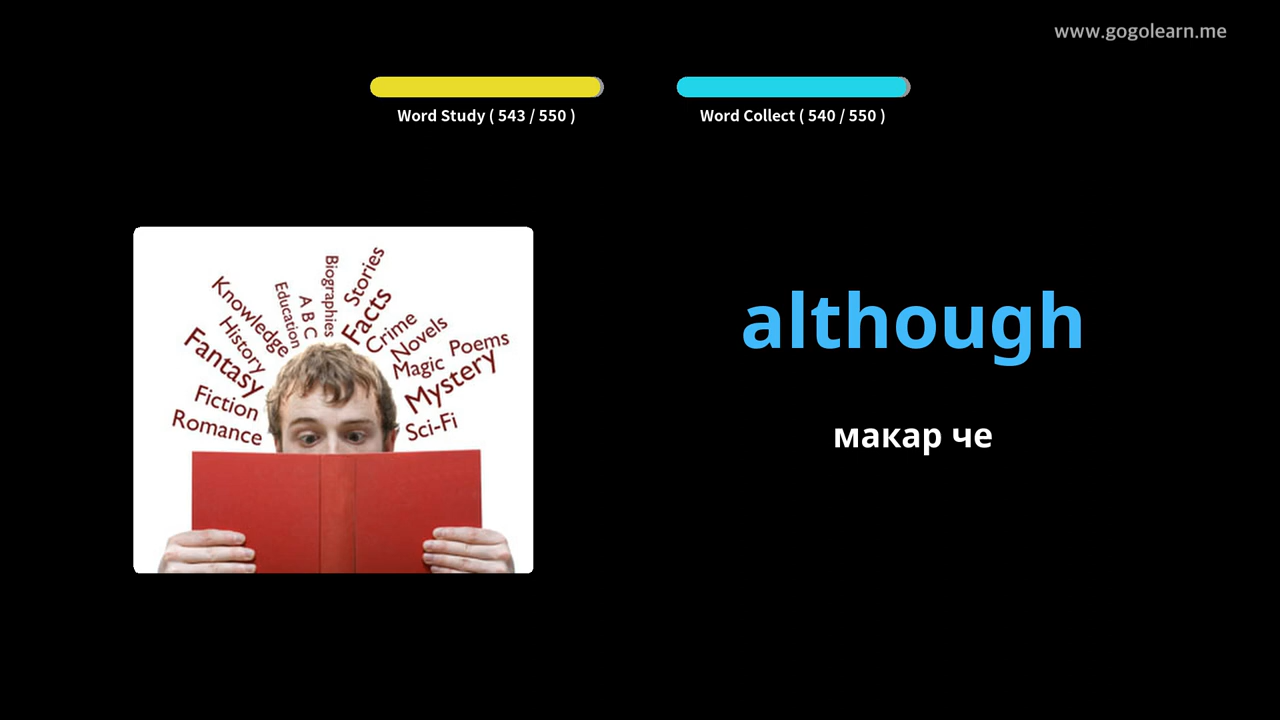 www.gogolearn.me
Word Study ( 543 / 550 )
Word Collect ( 540 / 550 )
Biographies
Stories
Education
A B C
Facts
Knowledge
Crime
History
Novels
Poems
Fantasy
Magic
Mystery
Fiction
Sci-Fi
Romance
although
макар че